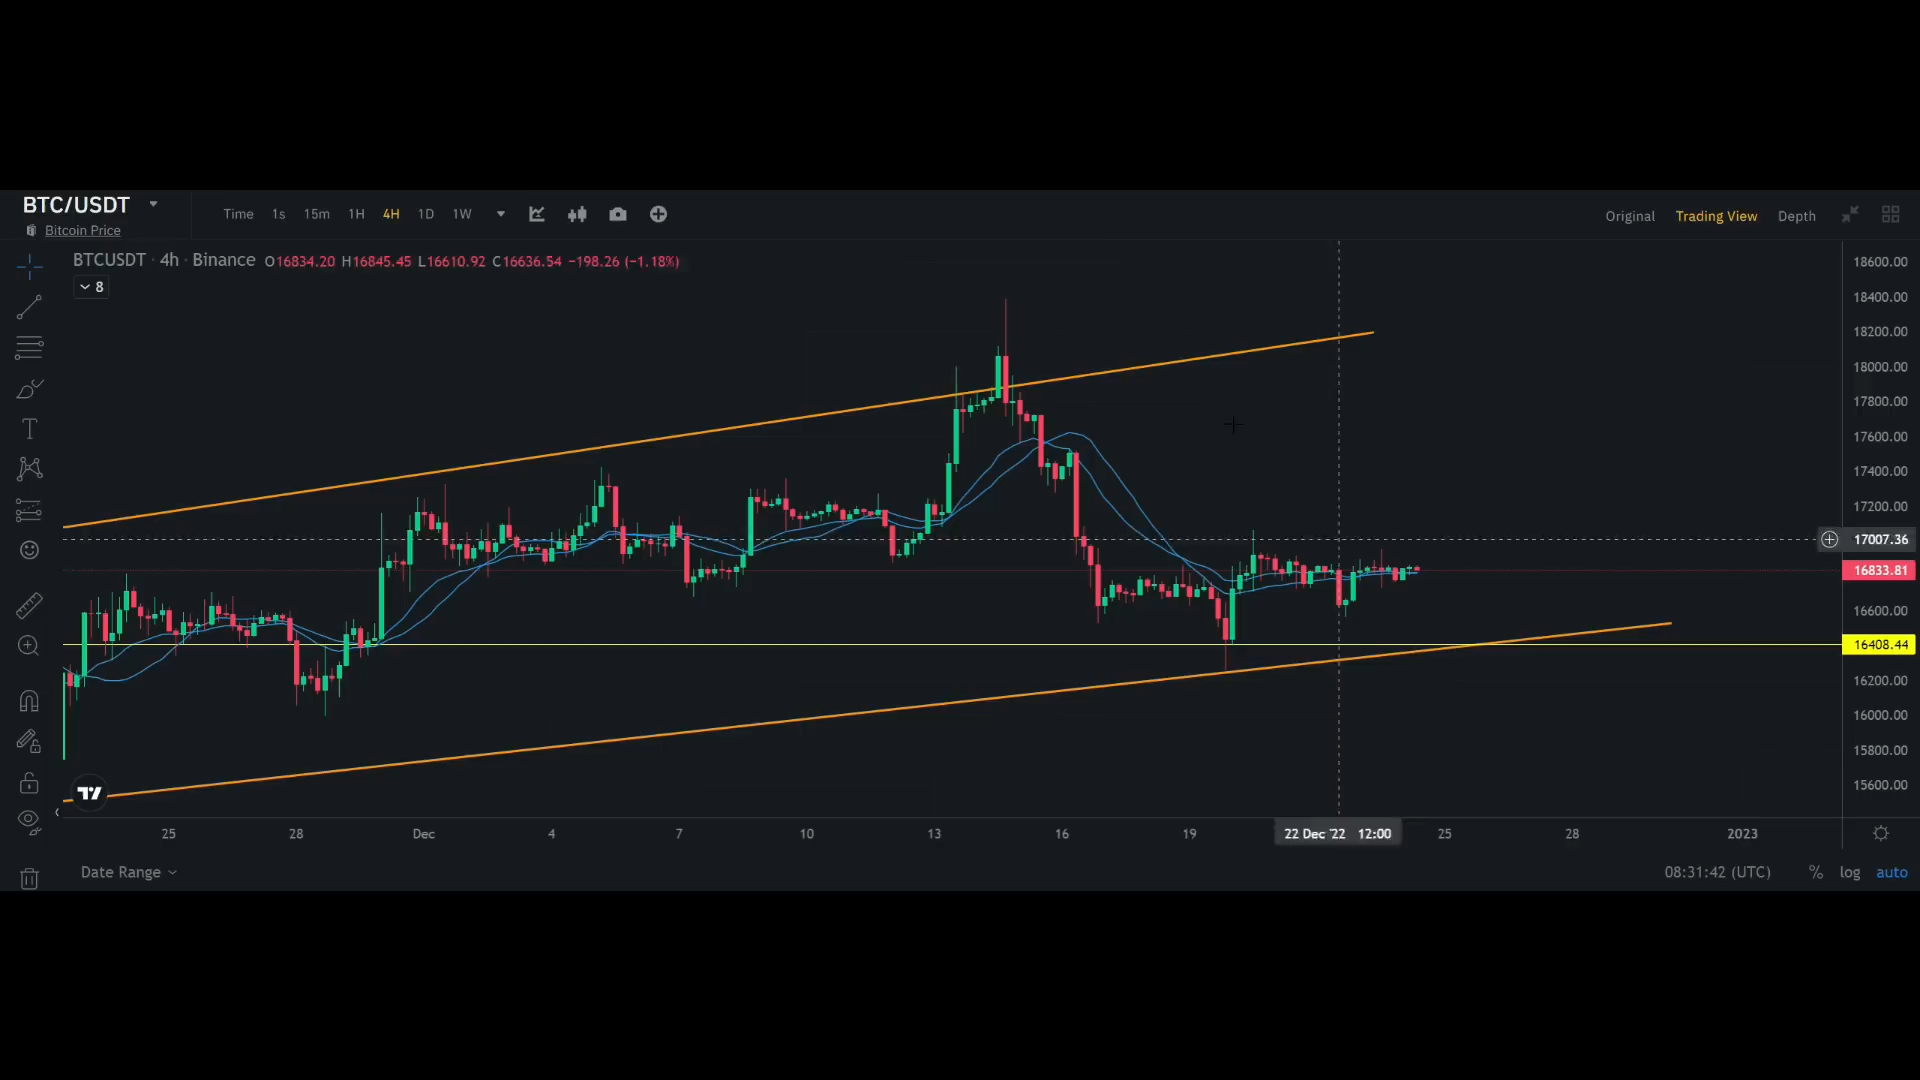 BTC/USDT
Bitcoin Price
Time 1s 15m 1H 4H 1D 1W
Original Trading View Depth
BTCUSDT · 4h · Binance O16834.20 H16845.45 L16610.92 C16636.54 −198.26 (−1.18%)
8
18600.00
18400.00
18200.00
18000.00
17800.00
17600.00
17400.00
17200.00
17007.36
16833.81
16600.00
16408.44
16200.00
16000.00
15800.00
15600.00
25 28 Dec 4 7 10 13 16 19 22 Dec '22 12:00 25 28 2023
Date Range
08:31:42 (UTC) % log auto